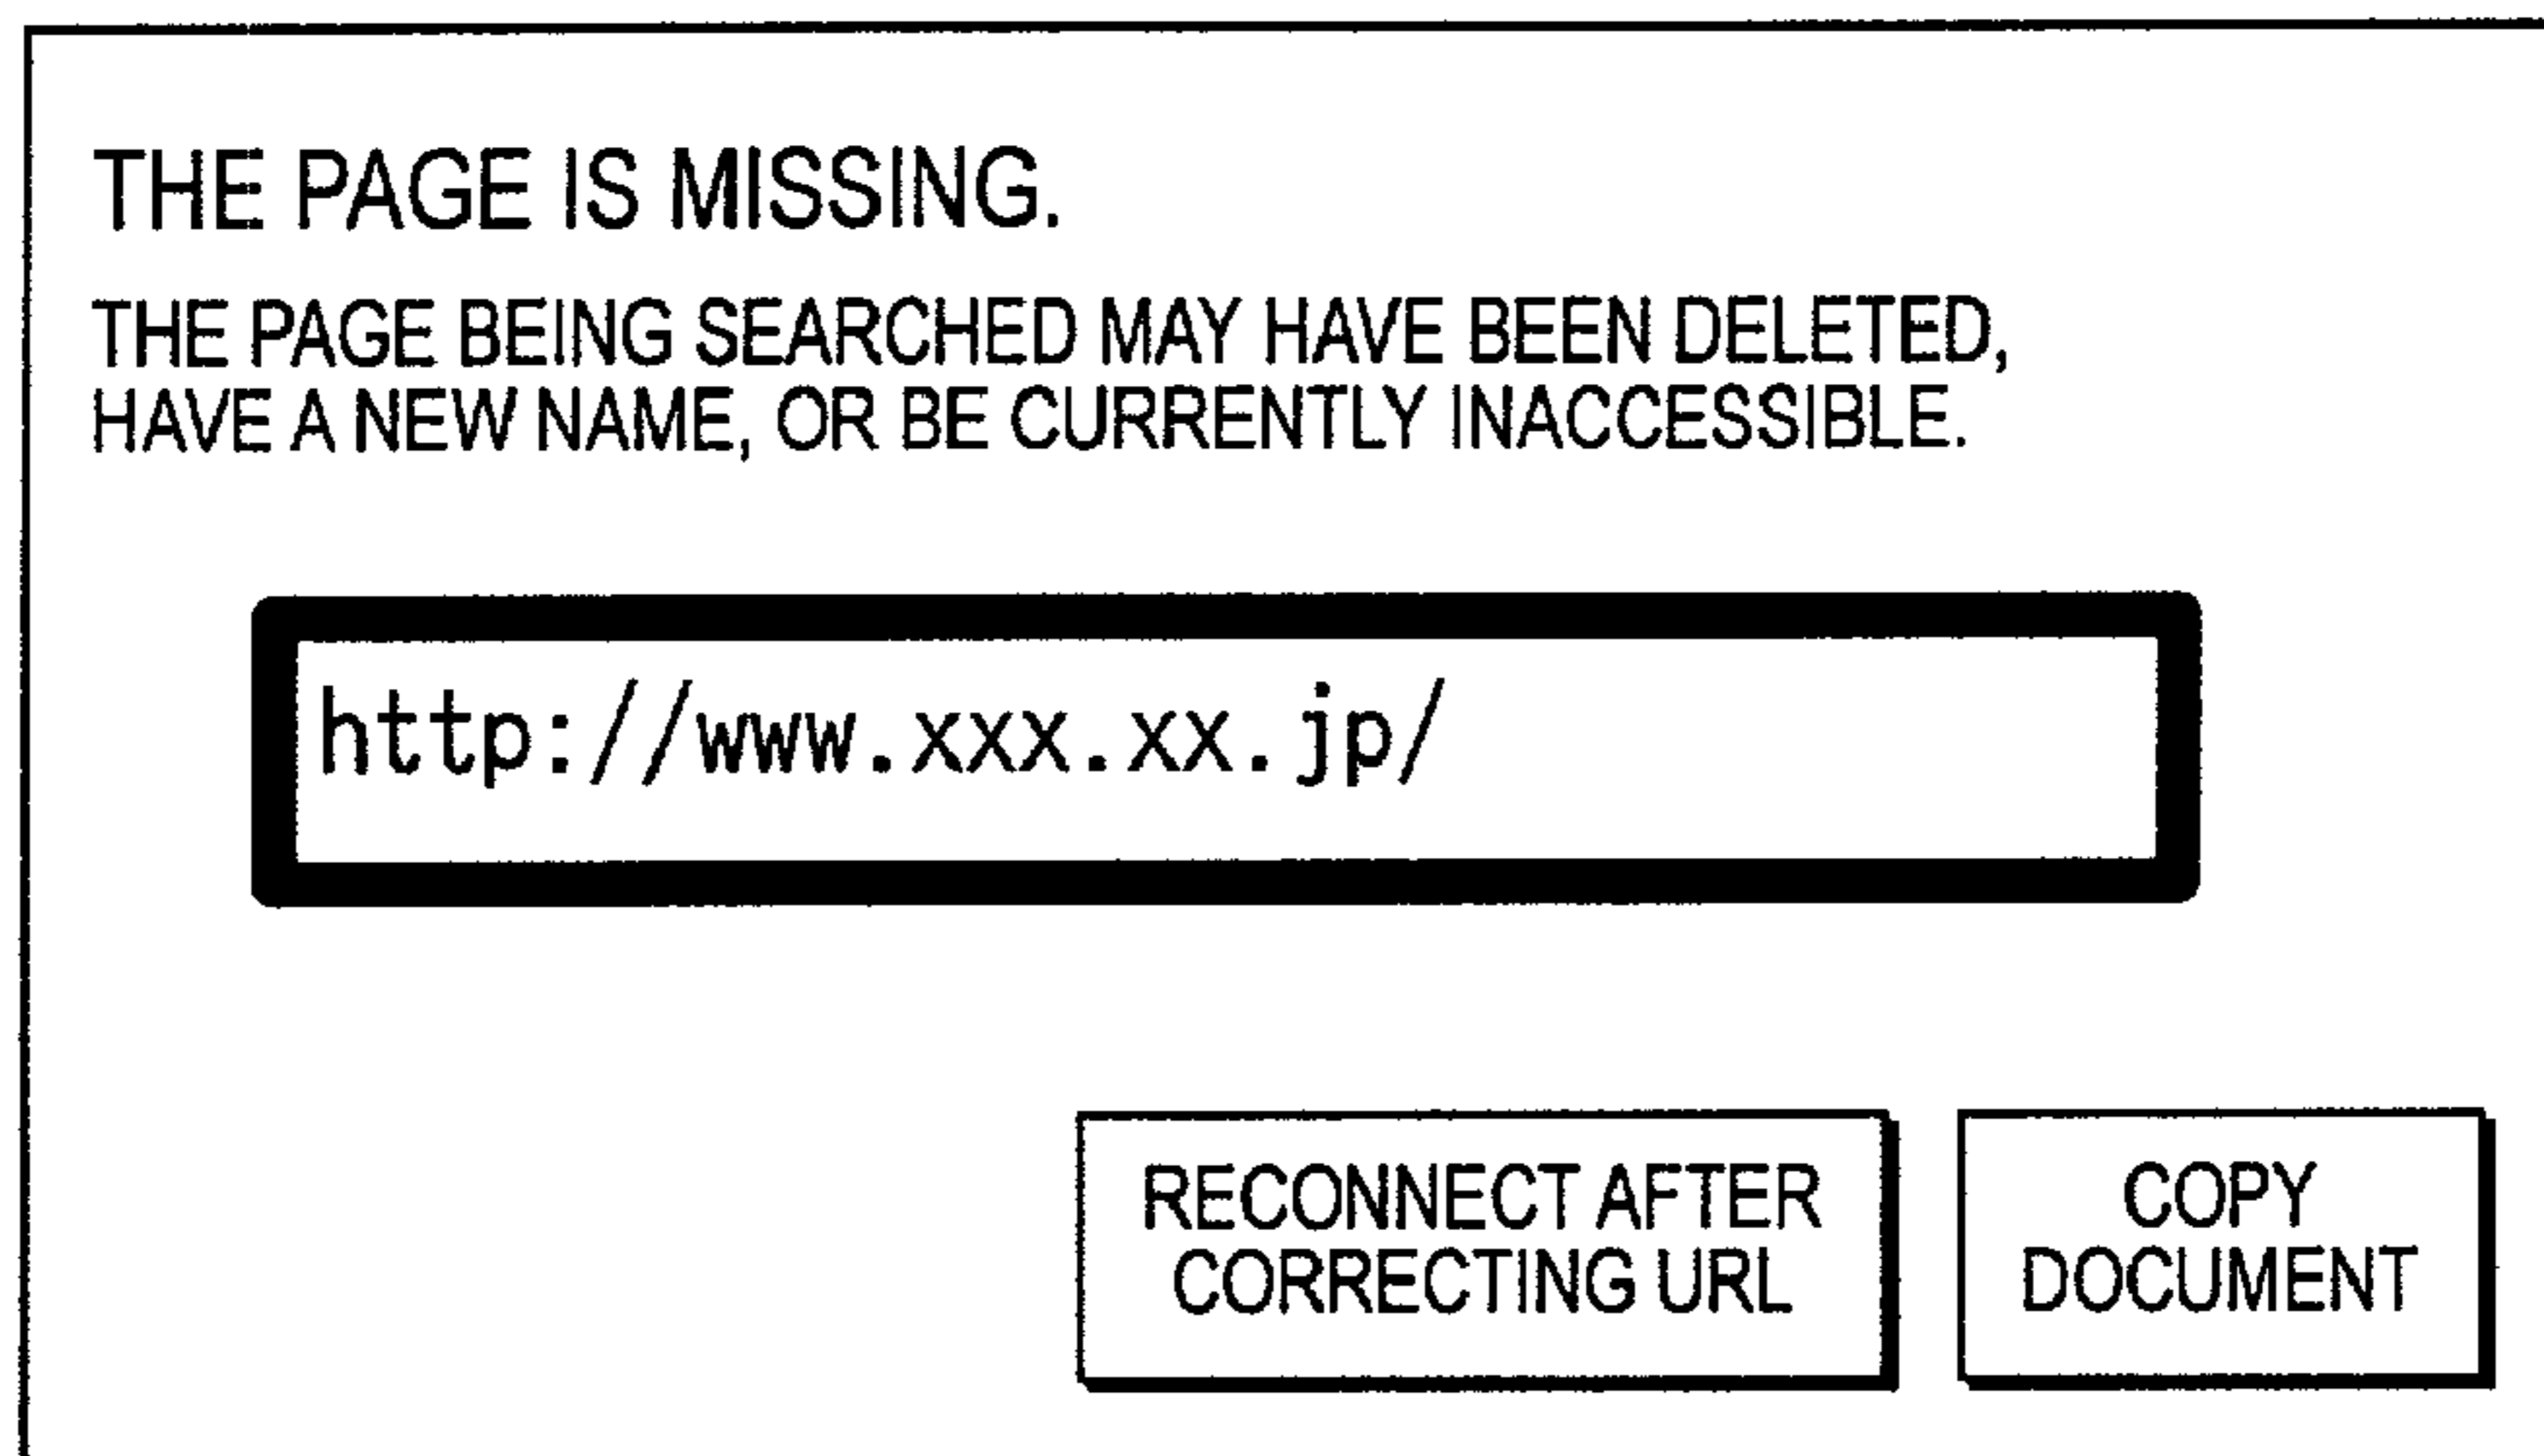 THE PAGE IS MISSING.
THE PAGE BEING SEARCHED MAY HAVE BEEN DELETED,
HAVE A NEW NAME, OR BE CURRENTLY INACCESSIBLE.
http://www.xxx.xx.jp/
RECONNECT AFTER
CORRECTING URL
COPY
DOCUMENT